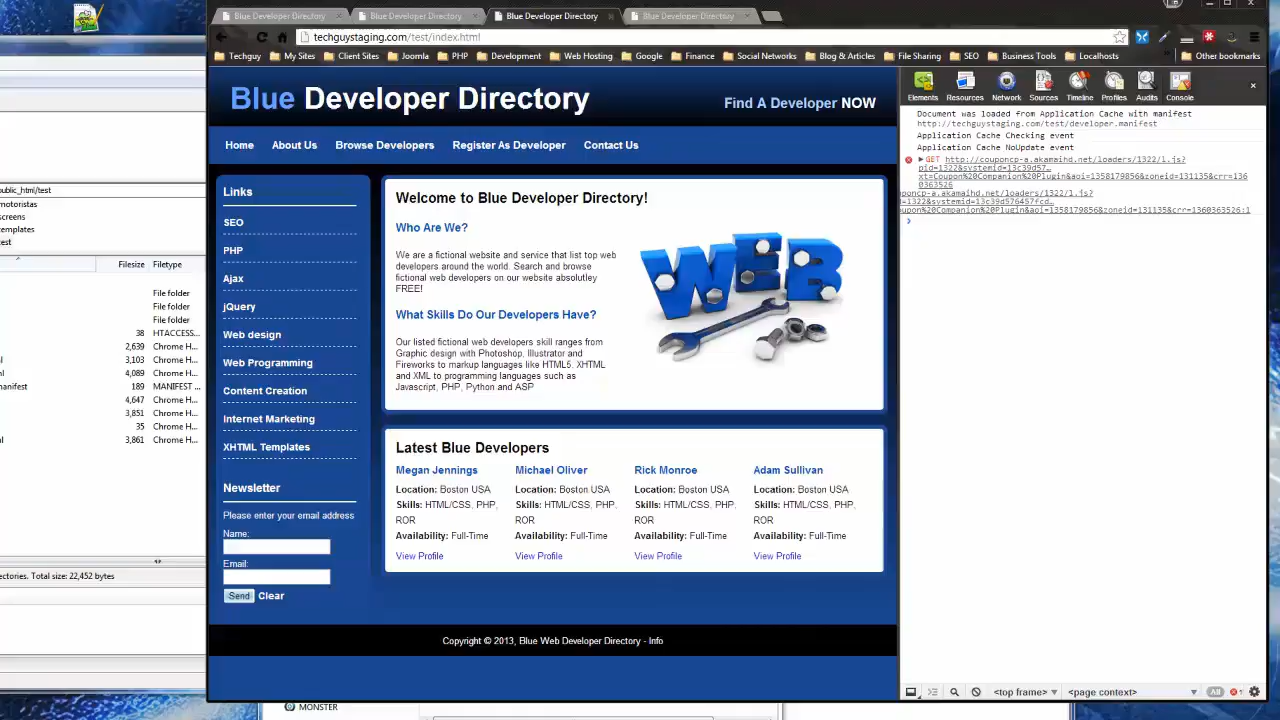 Blue Developer Directory
Blue Developer Directory
Blue Developer Directory
Blue Developer Directory
techguystaging.com/test/index.html
Techguy
My Sites
Client Sites
Joomla
PHP
Development
Web Hosting
Google
Finance
Social Networks
Blog & Articles
File Sharing
SEO
Business Tools
Localhosts
Other bookmarks
Blue Developer Directory
Find A Developer NOW
Home
About Us
Browse Developers
Register As Developer
Contact Us
Links
SEO
PHP
Ajax
jQuery
Web design
Web Programming
Content Creation
Internet Marketing
XHTML Templates
Newsletter
Please enter your email address
Name:
Email:
Send Clear
Welcome to Blue Developer Directory!
Who Are We?
We are a fictional website and service that list top web
developers around the world. Search and browse
fictional web developers on our website absolutley
FREE!
What Skills Do Our Developers Have?
Our listed fictional web developers skill ranges from
Graphic design with Photoshop, Illustrator and
Fireworks to markup languages like HTML5, XHTML
and XML to programming languages such as
Javascript, PHP, Python and ASP
WEB
Latest Blue Developers
Megan Jennings
Location: Boston USA
Skills: HTML/CSS, PHP,
ROR
Availability: Full-Time
View Profile
Michael Oliver
Location: Boston USA
Skills: HTML/CSS, PHP,
ROR
Availability: Full-Time
View Profile
Rick Monroe
Location: Boston USA
Skills: HTML/CSS, PHP,
ROR
Availability: Full-Time
View Profile
Adam Sullivan
Location: Boston USA
Skills: HTML/CSS, PHP,
ROR
Availability: Full-Time
View Profile
Copyright © 2013, Blue Web Developer Directory - Info
Elements
Resources
Network
Sources
Timeline
Profiles
Audits
Console
Document was loaded from Application Cache with manifest
http://techguystaging.com/test/developer.manifest
Application Cache Checking event
Application Cache NoUpdate event
GET http://couponcp-a.akamaihd.net/loaders/1322/l.js?
pid=1322&systemid=13c39d57…
xt=Coupon%20Companion%20Plugin&aoi=1358179856&zoneid=131135&crr=136
0363526
uponcp-a.akamaihd.net/loaders/1322/l.js?
d=1322&systemid=13c39d576457fcd…
oupon%20Companion%20Plugin&aoi=1358179856&zoneid=131135&crr=1360363526:1
<top frame>
<page context>
All
1
public_html/test
motoristas
screens
templates
test
Filesize
Filetype
File folder
File folder
File folder
38 HTACCESS...
2,639 Chrome H...
3,103 Chrome H...
4,089 Chrome H...
manifest 189 MANIFEST ...
4,647 Chrome H...
3,851 Chrome H...
35 Chrome H...
3,861 Chrome H...
ectories. Total size: 22,452 bytes
MONSTER